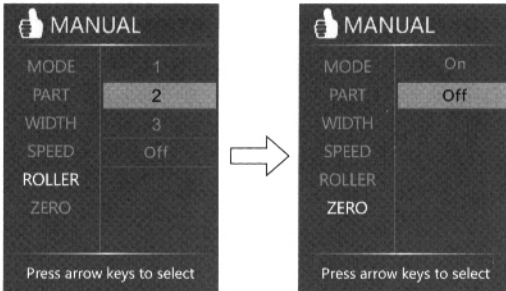 MANUAL
MODE 1
PART 2
WIDTH 3
SPEED Off
ROLLER
ZERO
Press arrow keys to select
MANUAL
MODE On
PART Off
WIDTH
SPEED
ROLLER
ZERO
Press arrow keys to select